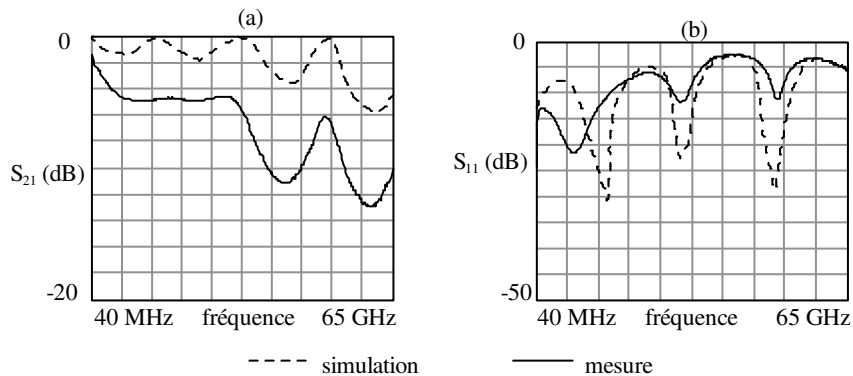 (a)
0
S21 (dB)
-20
40 MHz fréquence 65 GHz
(b)
0
S11 (dB)
-50
40 MHz fréquence 65 GHz
simulation
mesure